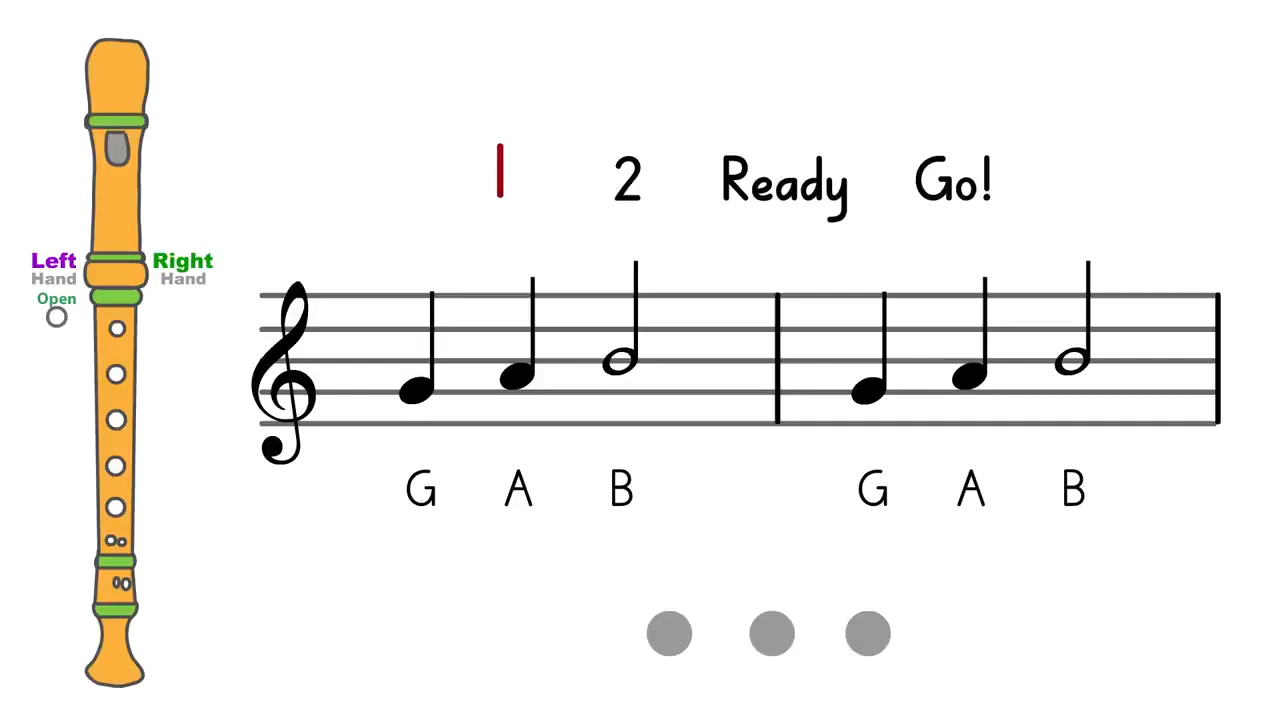 1 2 Ready Go!
Left Right
Hand Hand
Open
G A B G A B